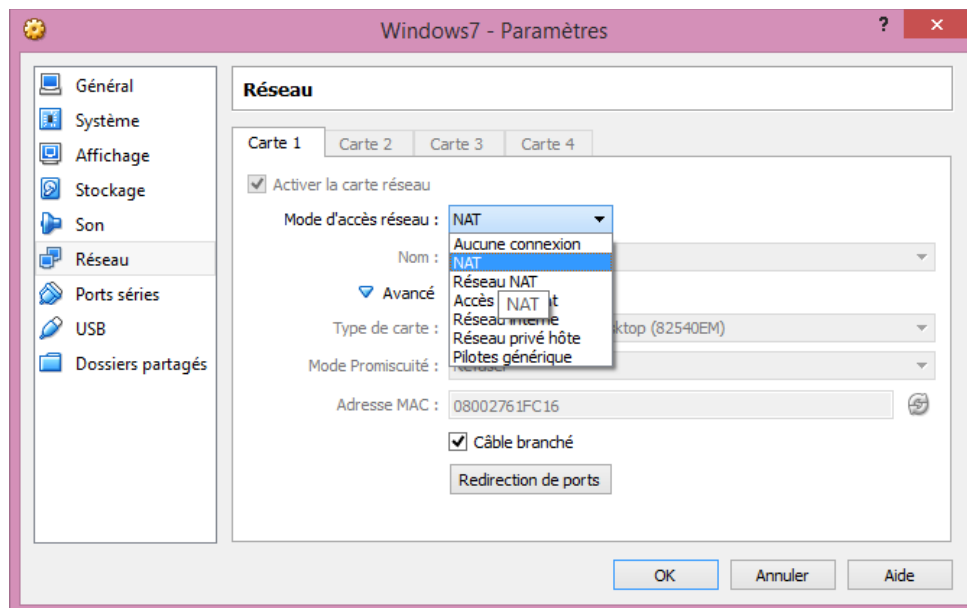 Windows7 - Paramètres
?
×
Général
Système
Affichage
Stockage
Son
Réseau
Ports séries
USB
Dossiers partagés
Réseau
Carte 1
Carte 2
Carte 3
Carte 4
Activer la carte réseau
Mode d'accès réseau : NAT
Aucune connexion
NAT
Réseau NAT
Accès
NAT
Réseau interne
Réseau privé hôte
Pilotes générique
Nom :
Avancé
Type de carte : (82540EM)
Mode Promiscuité :
Adresse MAC : 08002761FC16
Câble branché
Redirection de ports
OK
Annuler
Aide